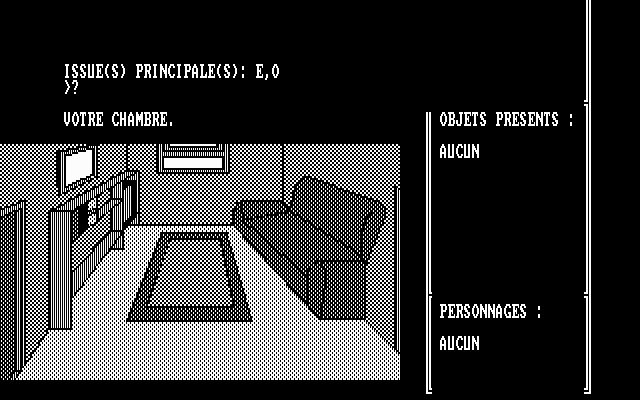 ISSUE(S) PRINCIPALE(S): E,O
>?
VOTRE CHAMBRE.
OBJETS PRESENTS :
AUCUN
PERSONNAGES :
AUCUN